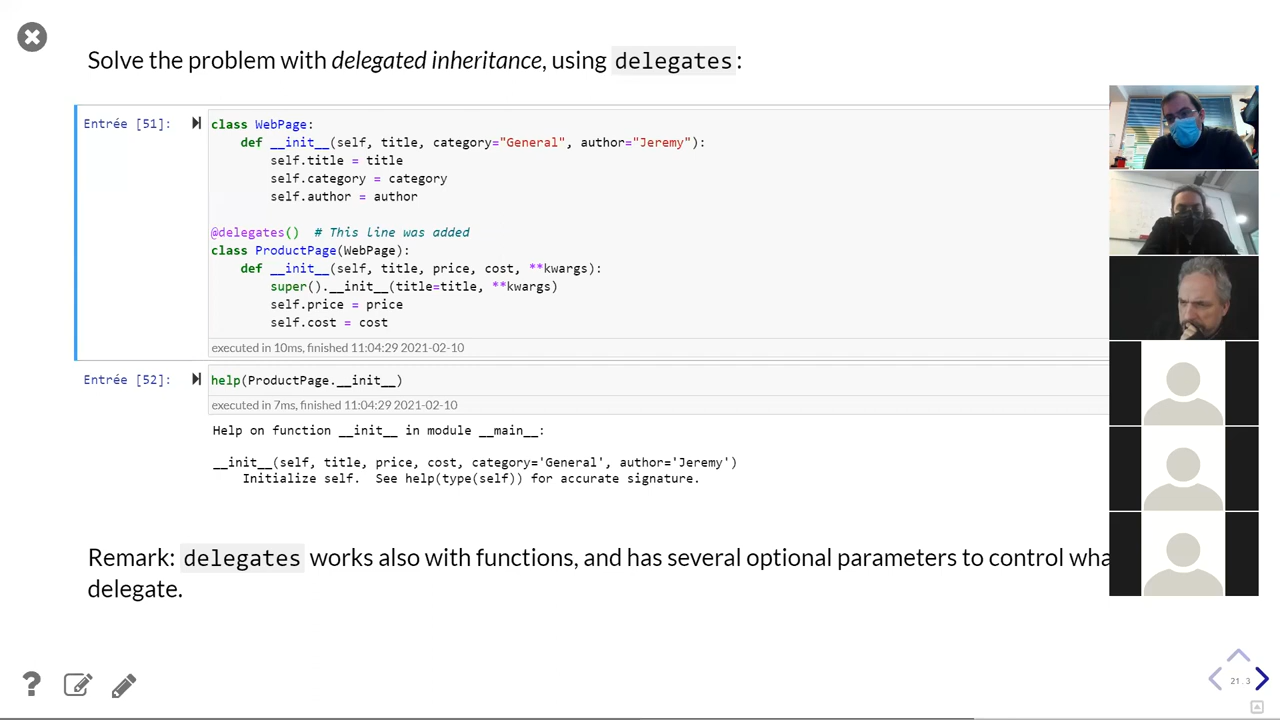 Solve the problem with delegated inheritance, using delegates:
Entrée [51]:
class WebPage:
def __init__(self, title, category="General", author="Jeremy"):
self.title = title
self.category = category
self.author = author
@delegates()  # This line was added
class ProductPage(WebPage):
def __init__(self, title, price, cost, **kwargs):
super().__init__(title=title, **kwargs)
self.price = price
self.cost = cost
executed in 10ms, finished 11:04:29 2021-02-10
Entrée [52]:
help(ProductPage.__init__)
executed in 7ms, finished 11:04:29 2021-02-10
Help on function __init__ in module __main__:
__init__(self, title, price, cost, category='General', author='Jeremy')
Initialize self.  See help(type(self)) for accurate signature.
Remark: delegates works also with functions, and has several optional parameters to control wha
delegate.
?
21.3